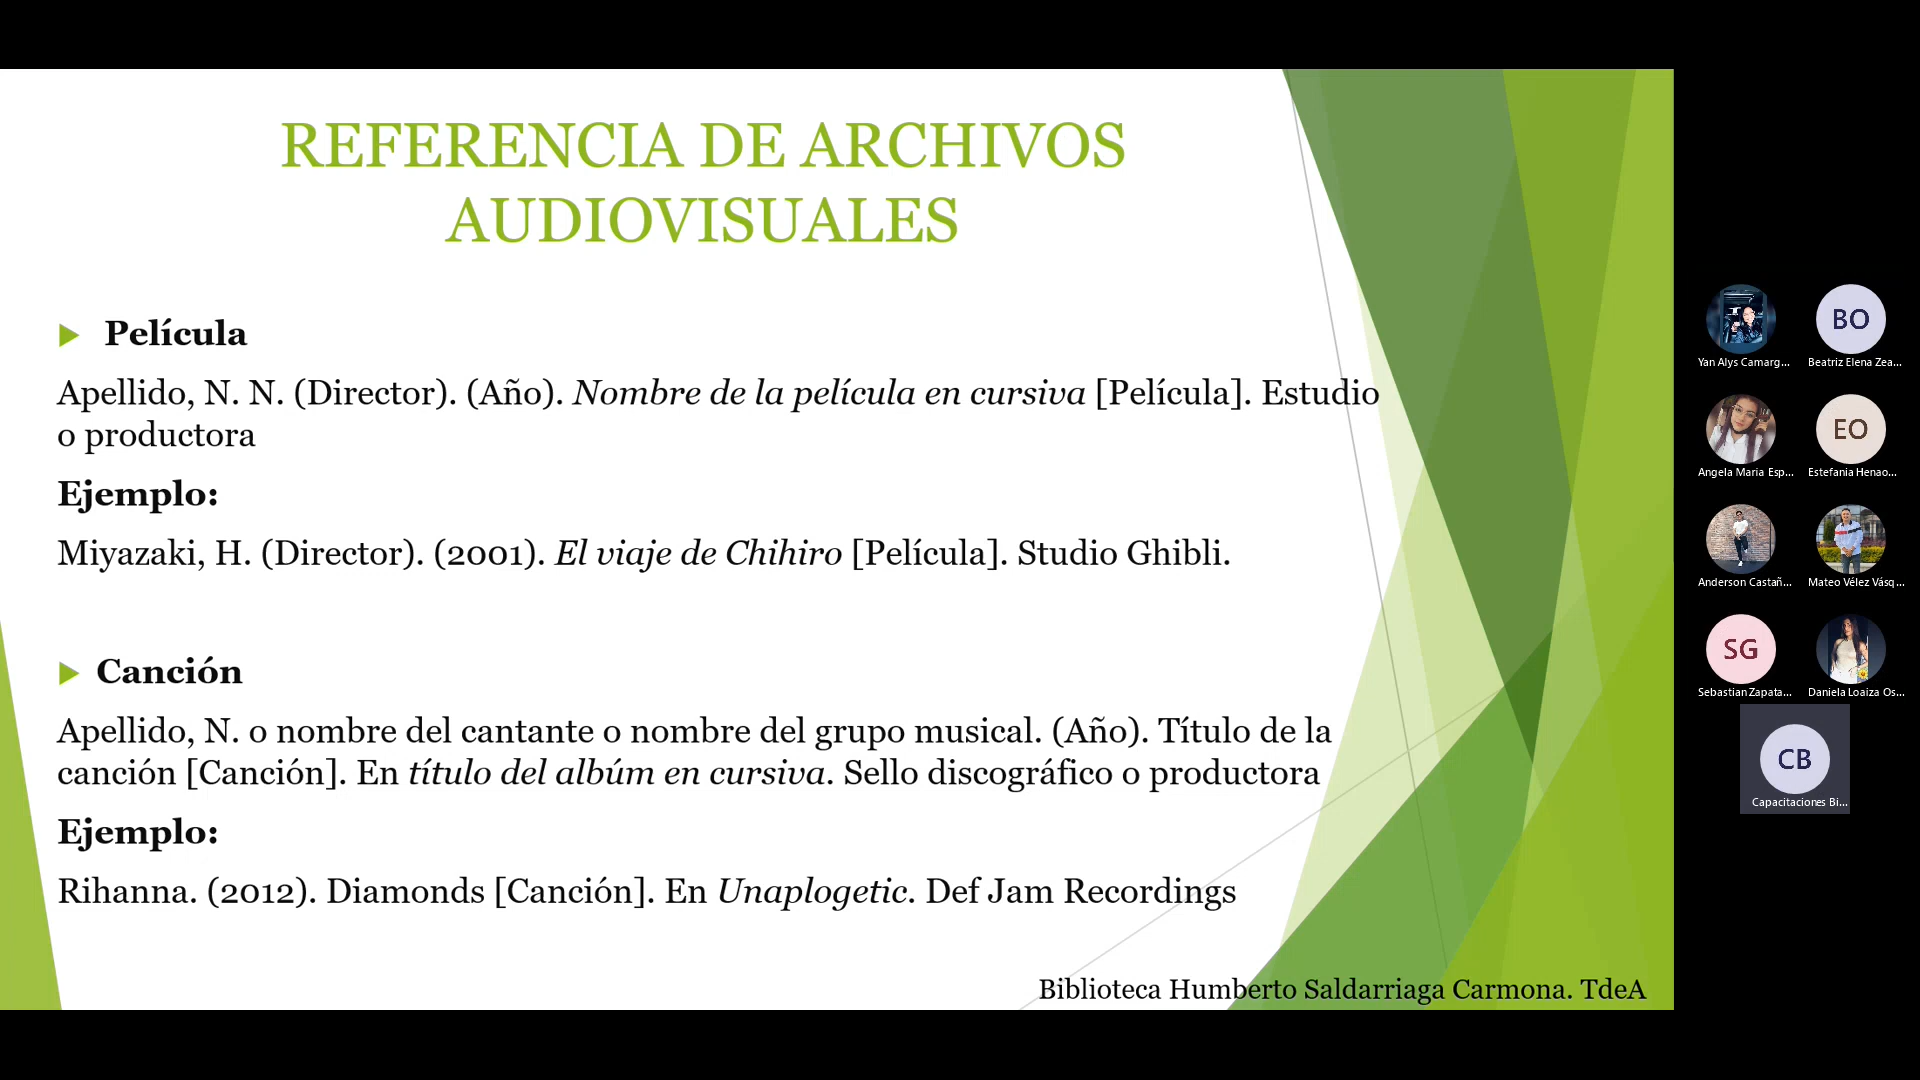 REFERENCIA DE ARCHIVOS
AUDIOVISUALES
Película
Apellido, N. N. (Director). (Año). Nombre de la película en cursiva [Película]. Estudio
o productora
Ejemplo:
Miyazaki, H. (Director). (2001). El viaje de Chihiro [Película]. Studio Ghibli.
Canción
Apellido, N. o nombre del cantante o nombre del grupo musical. (Año). Título de la
canción [Canción]. En título del albúm en cursiva. Sello discográfico o productora
Ejemplo:
Rihanna. (2012). Diamonds [Canción]. En Unaplogetic. Def Jam Recordings
Biblioteca Humberto Saldarriaga Carmona. TdeA
BO
Yan Alys Camarg...
Beatriz Elena Zea...
EO
Angela Maria Esp...
Estefania Henao...
Anderson Castañ...
Mateo Vélez Vásq...
SG
Sebastian Zapata...
Daniela Loaiza Os...
CB
Capacitaciones Bi...